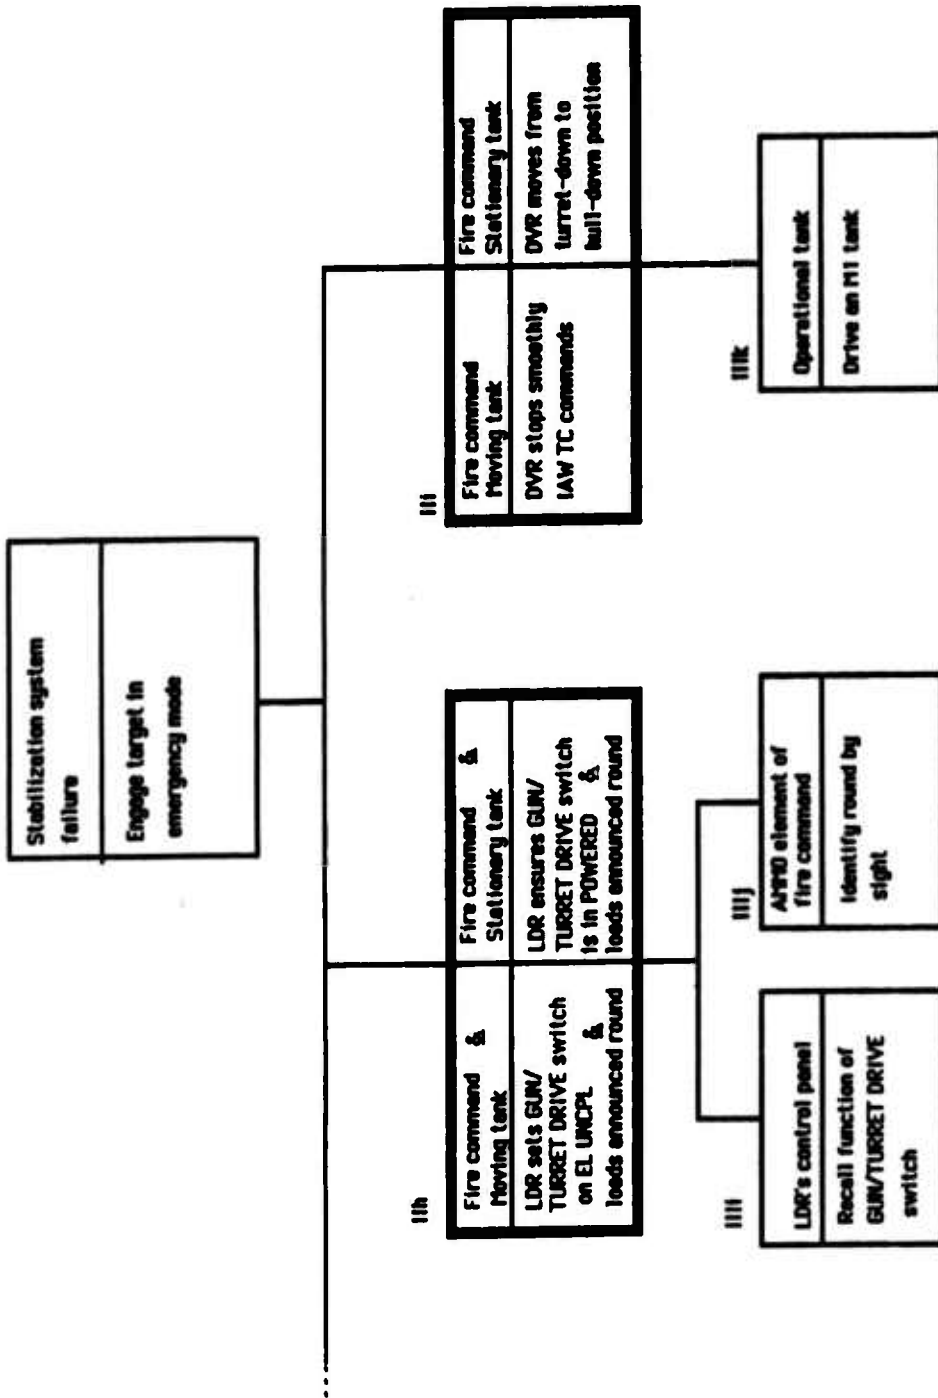 Stabilization system
failure
Engage target in
emergency mode
IIh
Fire command &
Moving tank
Fire command &
Stationary tank
LDR sets GUN/
TURRET DRIVE switch
on EL UNCPL &
loads announced round
LDR ensures GUN/
TURRET DRIVE switch
is in POWERED &
loads announced round
IIi
Fire command
Moving tank
Fire command
Stationary tank
DVR stops smoothly
IAW TC commands
DVR moves from
turret-down to
hull-down position
IIIi
LDR's control panel
Recall function of
GUN/TURRET DRIVE
switch
IIIj
AMMO element of
fire command
Identify round by
sight
IIIk
Operational tank
Drive an M1 tank